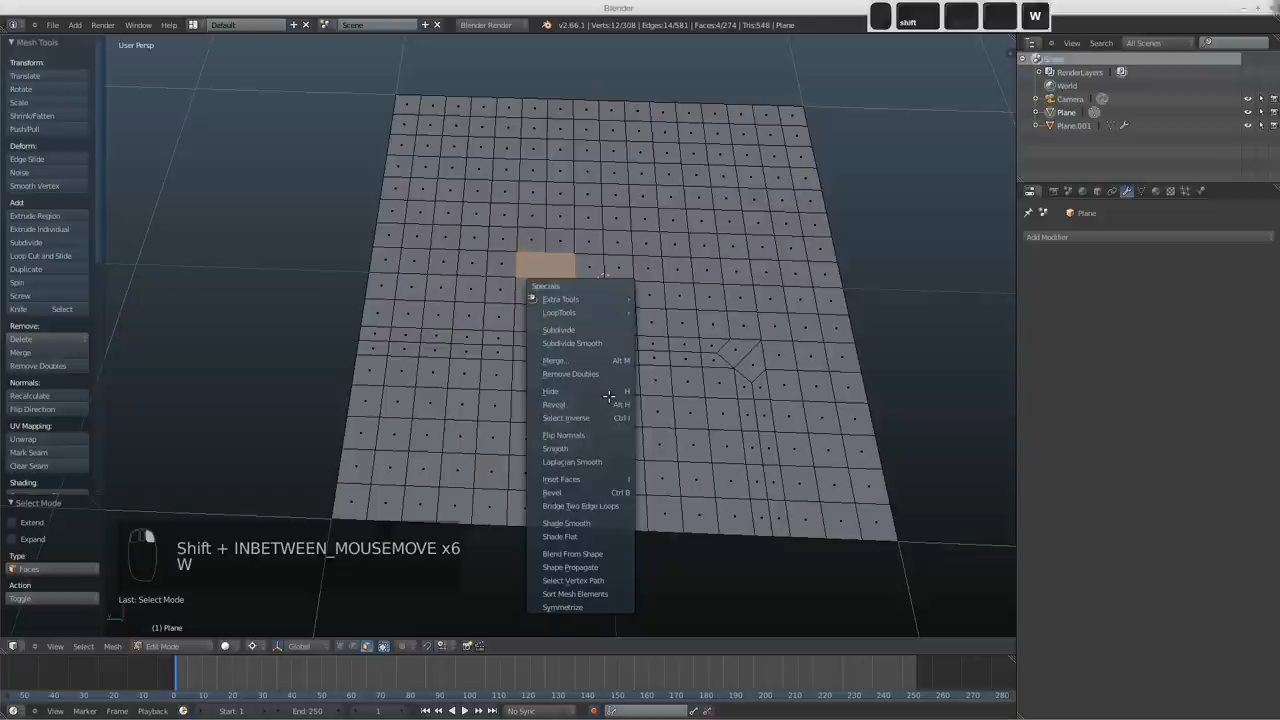 Blender
File Add Render Window Help Default Scene Blender Render v2.66.1 | Verts:12/308 | Edges:14/581 | Faces:4/274 | Tris:548 | Plane
shift
W
Mesh Tools
Transform:
Translate
Rotate
Scale
Shrink/Fatten
Push/Pull
Deform:
Edge Slide
Noise
Smooth Vertex
Add:
Extrude Region
Extrude Individual
Subdivide
Loop Cut and Slide
Duplicate
Spin
Screw
Knife Select
Remove:
Delete
Merge
Remove Doubles
Normals:
Recalculate
Flip Direction
UV Mapping:
Unwrap
Mark Seam
Clear Seam
Shading:
Select Mode
Extend
Expand
Type
Faces
Action
Toggle
User Persp
Specials
Extra Tools
LoopTools
Subdivide
Subdivide Smooth
Merge... Alt M
Remove Doubles
Hide H
Reveal Alt H
Select Inverse Ctrl I
Flip Normals
Smooth
Laplacian Smooth
Inset Faces I
Bevel Ctrl B
Bridge Two Edge Loops
Shade Smooth
Shade Flat
Blend From Shape
Shape Propagate
Select Vertex Path
Sort Mesh Elements
Symmetrize
Shift + INBETWEEN_MOUSEMOVE x6
W
Last: Select Mode
(1) Plane
View Search All Scenes
Scene
RenderLayers
World
Camera
Plane
Plane.001
Plane
Add Modifier
View Select Mesh Edit Mode Global
50 40 30 20 10 0 10 20 30 40 50 60 70 80 90 100 110 120 130 140 150 160 170 180 190 200 210 220 230 240 250 260 270 280
View Marker Frame Playback Start: 1 End: 250 1 No Sync